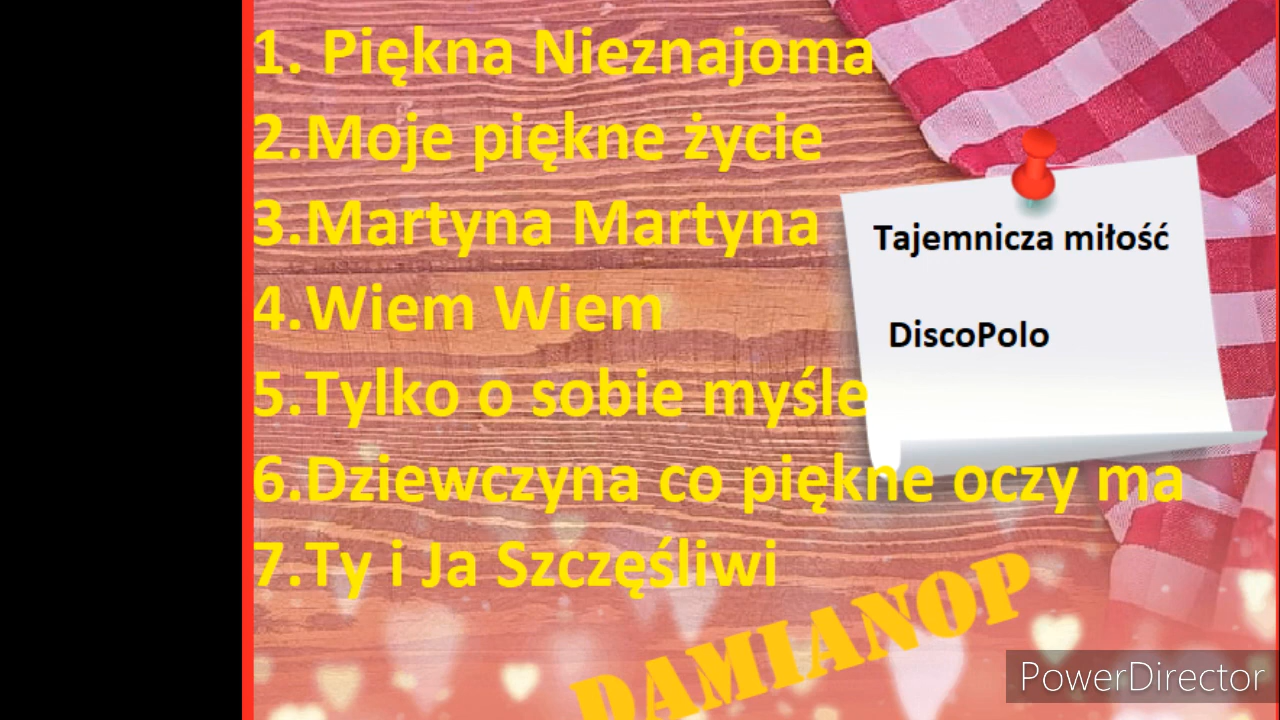 1. Piękna Nieznajoma
2.Moje piękne życie
3.Martyna Martyna
4.Wiem Wiem
5.Tylko o sobie myśle
6.Dziewczyna co piękne oczy ma
7.Ty i Ja Szczęśliwi
Tajemnicza miłość
DiscoPolo
DAMIANOP
PowerDirector